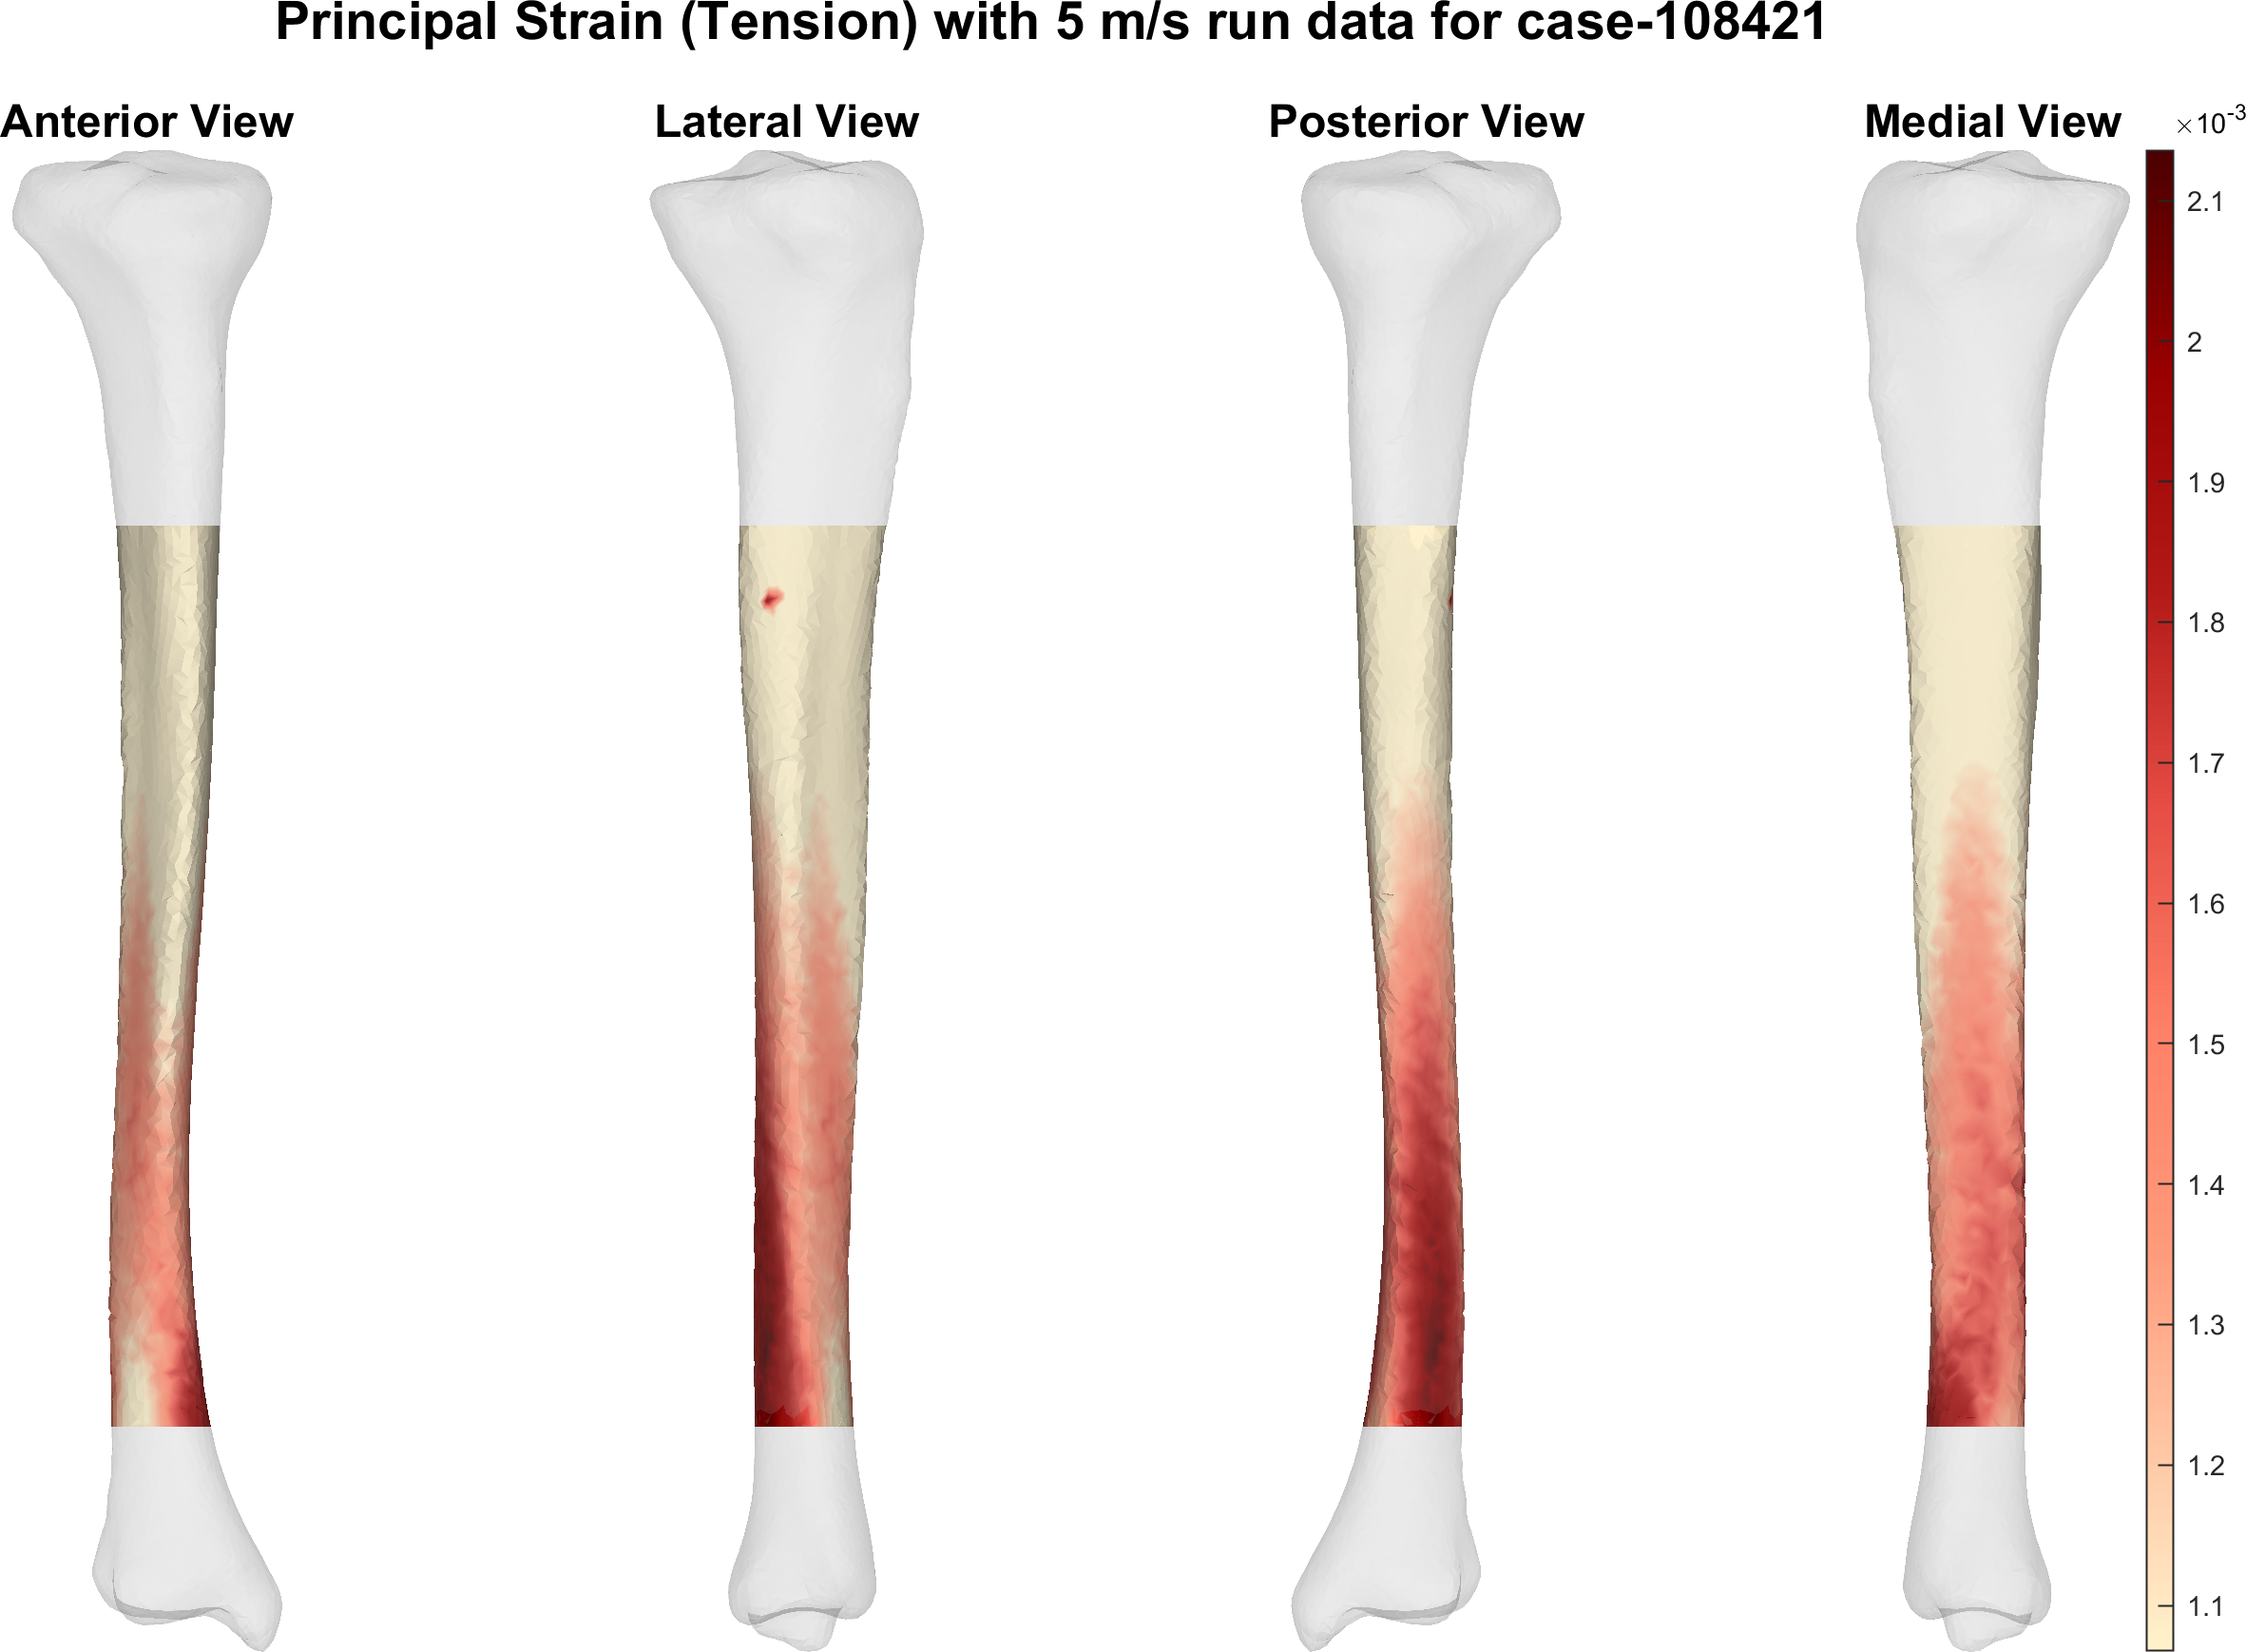 Principal Strain (Tension) with 5 m/s run data for case-108421
Anterior View
Lateral View
Posterior View
Medial View
×10⁻³
2.1
2
1.9
1.8
1.7
1.6
1.5
1.4
1.3
1.2
1.1